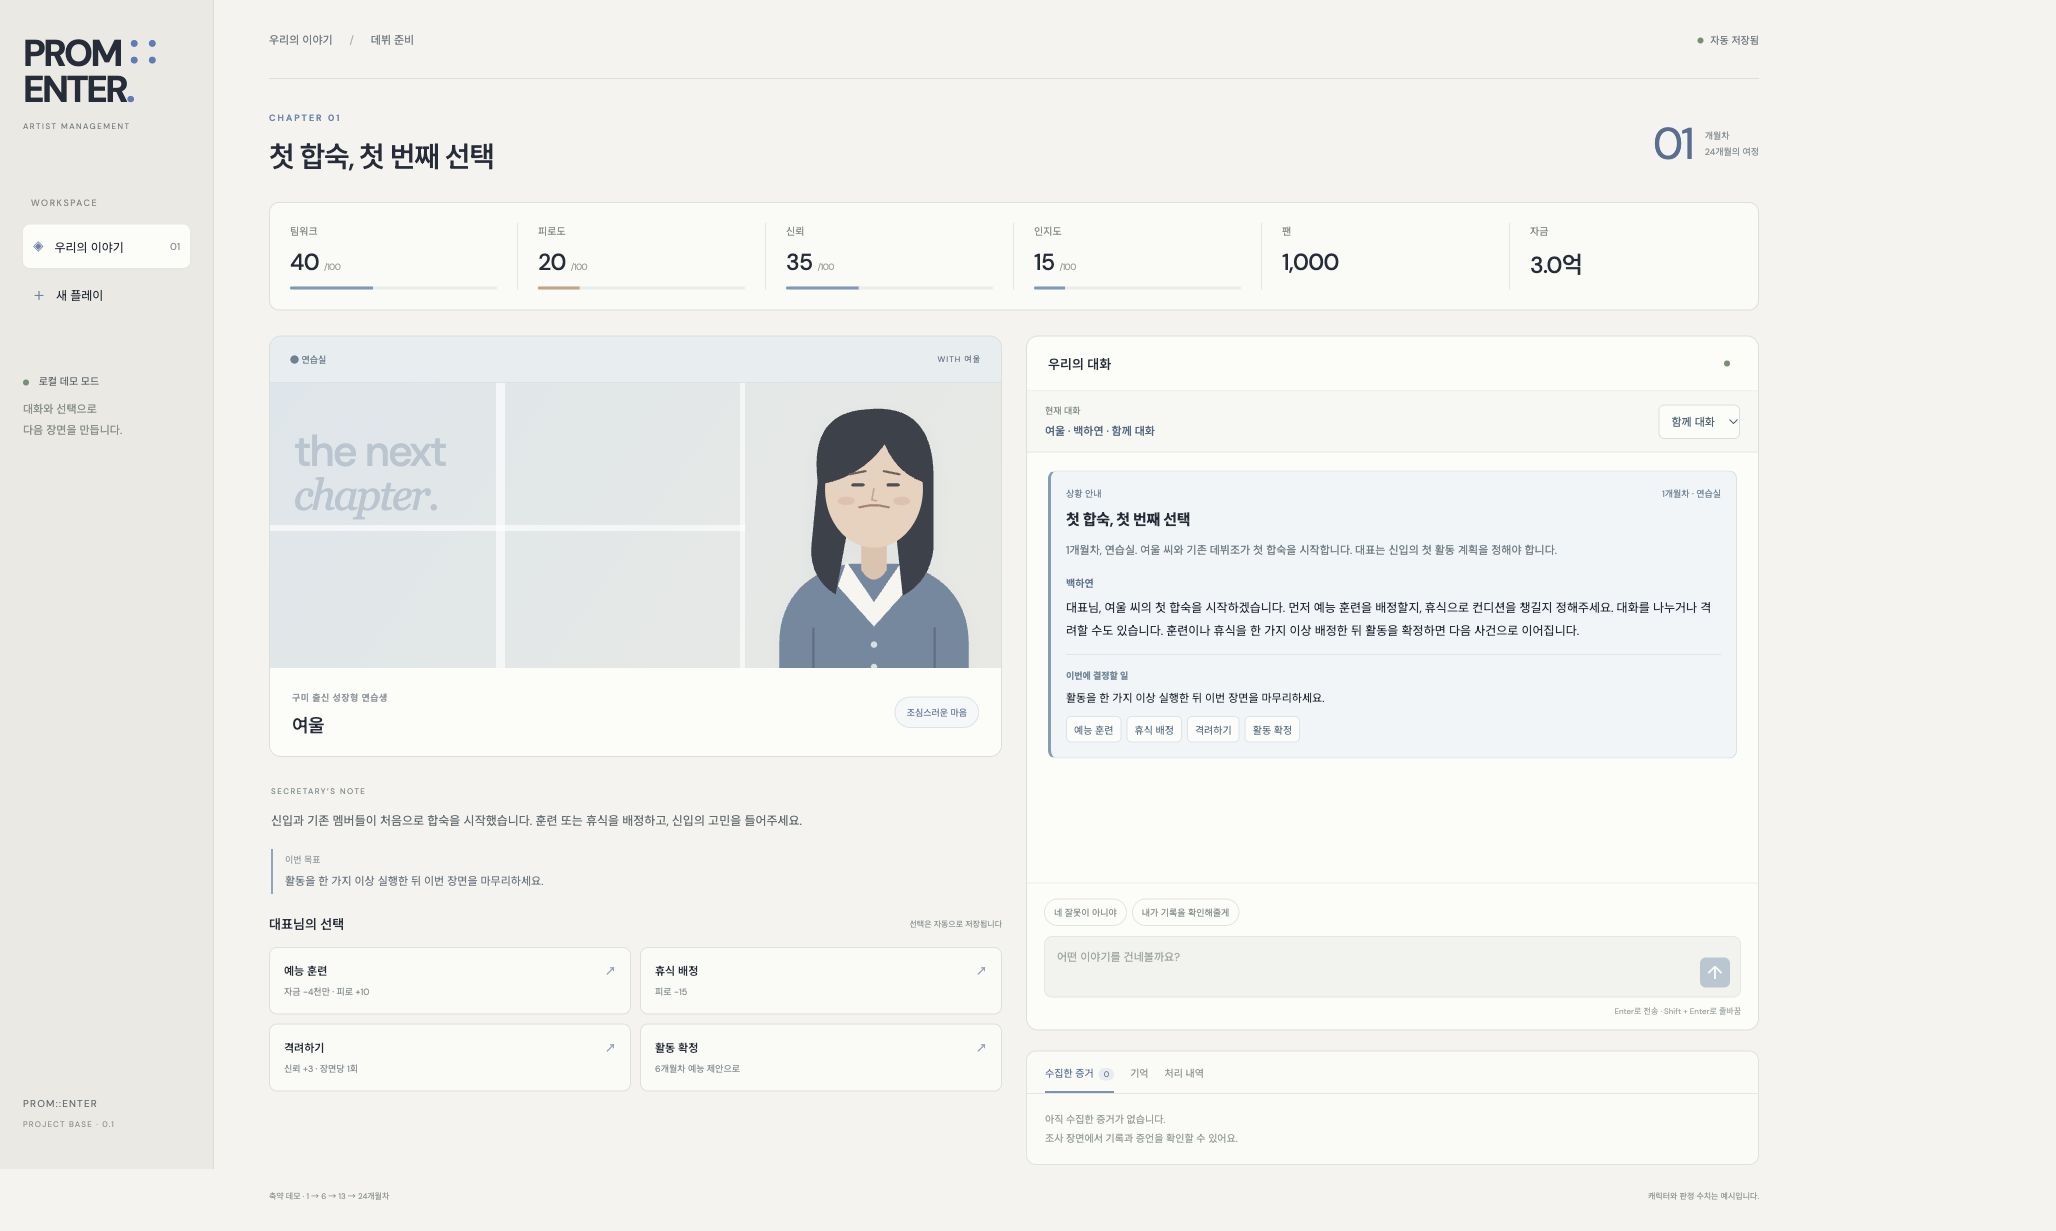 PROM::
ENTER.
ARTIST MANAGEMENT
WORKSPACE
우리의 이야기 01
새 플레이
로컬 데모 모드
대화와 선택으로
다음 장면을 만듭니다.
PROM::ENTER
PROJECT BASE · 0.1
우리의 이야기 / 데뷔 준비
자동 저장됨
CHAPTER 01
첫 합숙, 첫 번째 선택
01 개월차
24개월의 여정
팀워크
40 /100
피로도
20 /100
신뢰
35 /100
인지도
15 /100
팬
1,000
자금
3.0억
연습실
WITH 여울
the next
chapter.
구미 출신 성장형 연습생
여울
조심스러운 마음
SECRETARY'S NOTE
신입과 기존 멤버들이 처음으로 합숙을 시작했습니다. 훈련 또는 휴식을 배정하고, 신입의 고민을 들어주세요.
이번 목표
활동을 한 가지 이상 실행한 뒤 이번 장면을 마무리하세요.
대표님의 선택
선택은 자동으로 저장됩니다
예능 훈련 ↗
자금 -4천만 · 피로 +10
휴식 배정 ↗
피로 -15
격려하기 ↗
신뢰 +3 · 장면당 1회
활동 확정 ↗
6개월차 예능 제안으로
우리의 대화
현재 대화
여울 · 백하연 · 함께 대화
함께 대화
상황 안내
1개월차 · 연습실
첫 합숙, 첫 번째 선택
1개월차, 연습실. 여울 씨와 기존 데뷔조가 첫 합숙을 시작합니다. 대표는 신입의 첫 활동 계획을 정해야 합니다.
백하연
대표님, 여울 씨의 첫 합숙을 시작하겠습니다. 먼저 예능 훈련을 배정할지, 휴식으로 컨디션을 챙길지 정해주세요. 대화를 나누거나 격
려할 수도 있습니다. 훈련이나 휴식을 한 가지 이상 배정한 뒤 활동을 확정하면 다음 사건으로 이어집니다.
이번에 결정할 일
활동을 한 가지 이상 실행한 뒤 이번 장면을 마무리하세요.
예능 훈련 휴식 배정 격려하기 활동 확정
네 잘못이 아니야 내가 기록을 확인해줄게
어떤 이야기를 건네볼까요?
Enter로 전송 · Shift + Enter로 줄바꿈
수집한 증거 0 기억 처리 내역
아직 수집한 증거가 없습니다.
조사 장면에서 기록과 증언을 확인할 수 있어요.
축약 데모 · 1 → 6 → 13 → 24개월차
캐릭터와 판정 수치는 예시입니다.